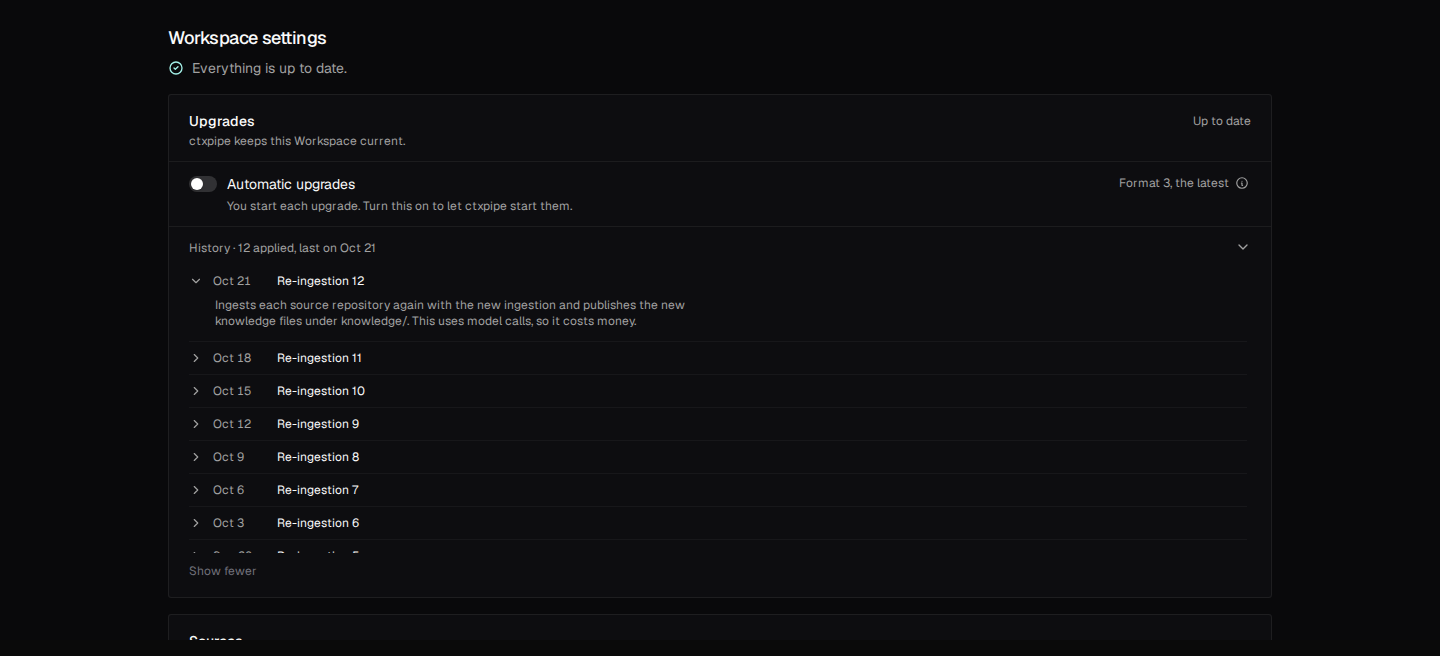 Workspace settings
Everything is up to date.
Upgrades
Up to date
ctxpipe keeps this Workspace current.
Automatic upgrades
Format 3, the latest
You start each upgrade. Turn this on to let ctxpipe start them.
History · 12 applied, last on Oct 21
Oct 21 Re-ingestion 12
Ingests each source repository again with the new ingestion and publishes the new
knowledge files under knowledge/. This uses model calls, so it costs money.
Oct 18 Re-ingestion 11
Oct 15 Re-ingestion 10
Oct 12 Re-ingestion 9
Oct 9 Re-ingestion 8
Oct 6 Re-ingestion 7
Oct 3 Re-ingestion 6
Show fewer
Sources